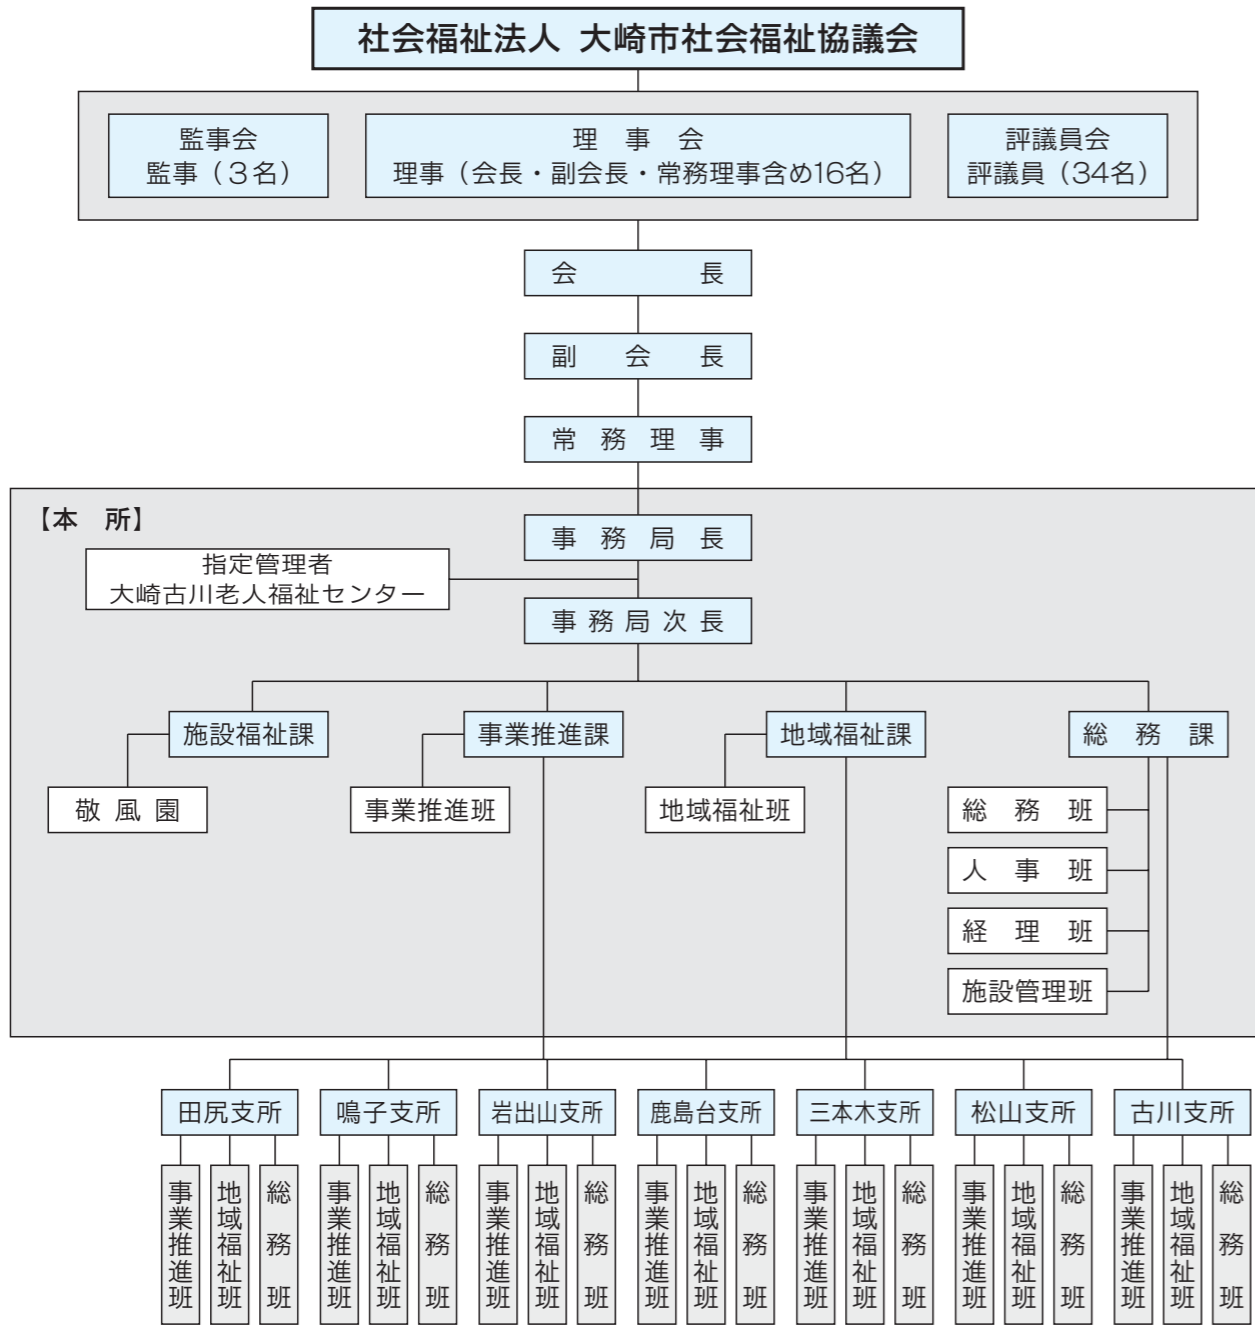 社会福祉法人 大崎市社会福祉協議会
監事会
監事（３名）
理　事　会
理事（会長・副会長・常務理事含め16名）
評議員会
評議員（34名）
会　　　　長
副　会　長
常務理事
【本　所】
事務局長
指定管理者
大崎古川老人福祉センター
事務局次長
施設福祉課
事業推進課
地域福祉課
総　務　課
敬風園
事業推進班
地域福祉班
総　務　班
人　事　班
経　理　班
施設管理班
田尻支所
鳴子支所
岩出山支所
鹿島台支所
三本木支所
松山支所
古川支所
事業推進班
地域福祉班
総務班
事業推進班
地域福祉班
総務班
事業推進班
地域福祉班
総務班
事業推進班
地域福祉班
総務班
事業推進班
地域福祉班
総務班
事業推進班
地域福祉班
総務班
事業推進班
地域福祉班
総務班